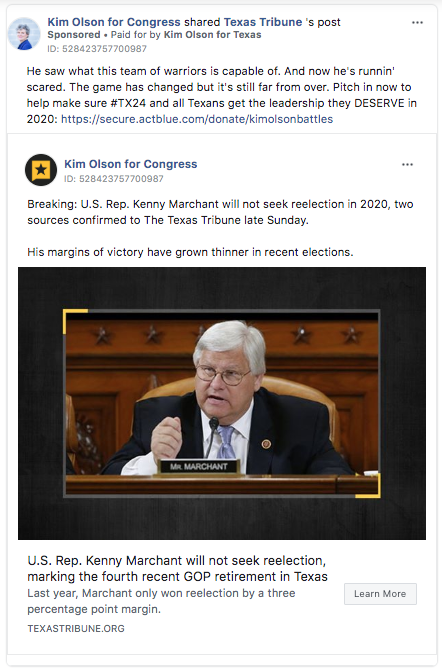 Kim Olson for Congress shared Texas Tribune 's post
Sponsored • Paid for by Kim Olson for Texas
ID: 528423757700987
He saw what this team of warriors is capable of. And now he's runnin'
scared. The game has changed but it's still far from over. Pitch in now to
help make sure #TX24 and all Texans get the leadership they DESERVE in
2020: https://secure.actblue.com/donate/kimolsonbattles
Kim Olson for Congress
ID: 528423757700987
Breaking: U.S. Rep. Kenny Marchant will not seek reelection in 2020, two
sources confirmed to The Texas Tribune late Sunday.
His margins of victory have grown thinner in recent elections.
MR. MARCHANT
U.S. Rep. Kenny Marchant will not seek reelection,
marking the fourth recent GOP retirement in Texas
Last year, Marchant only won reelection by a three
percentage point margin.
Learn More
TEXASTRIBUNE.ORG